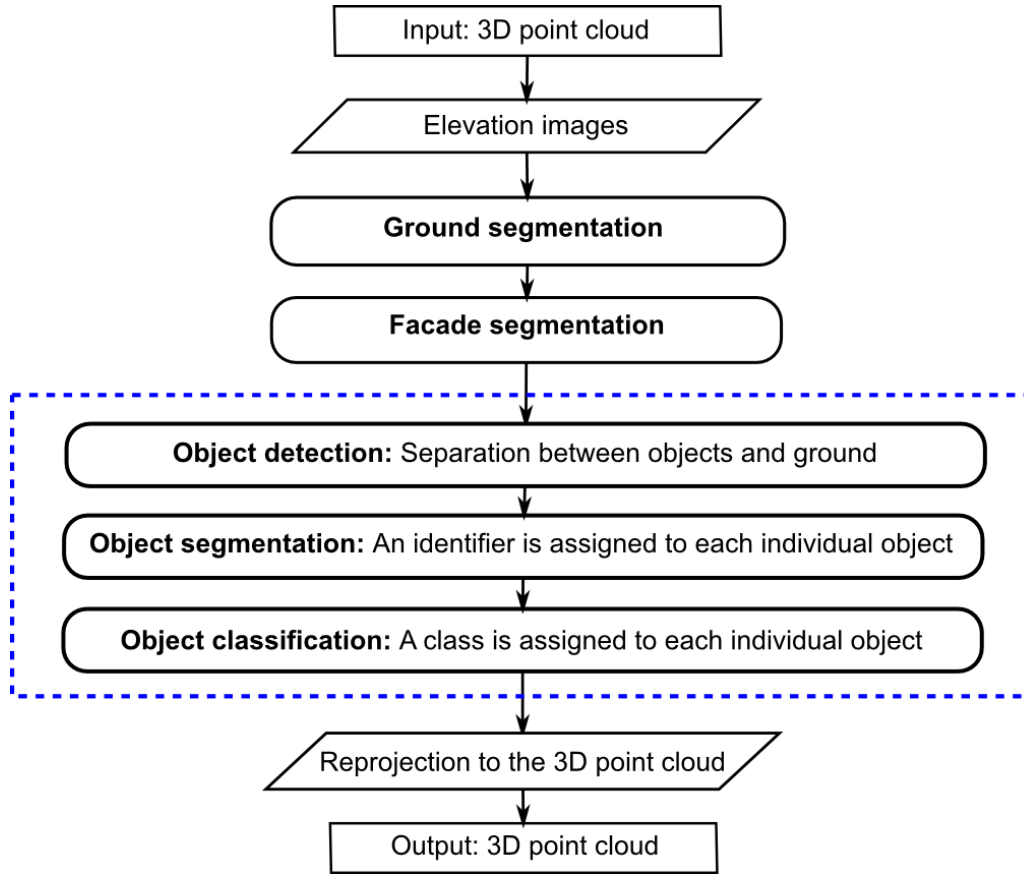 Input: 3D point cloud
Elevation images
Ground segmentation
Facade segmentation
Object detection: Separation between objects and ground
Object segmentation: An identifier is assigned to each individual object
Object classification: A class is assigned to each individual object
Reprojection to the 3D point cloud
Output: 3D point cloud